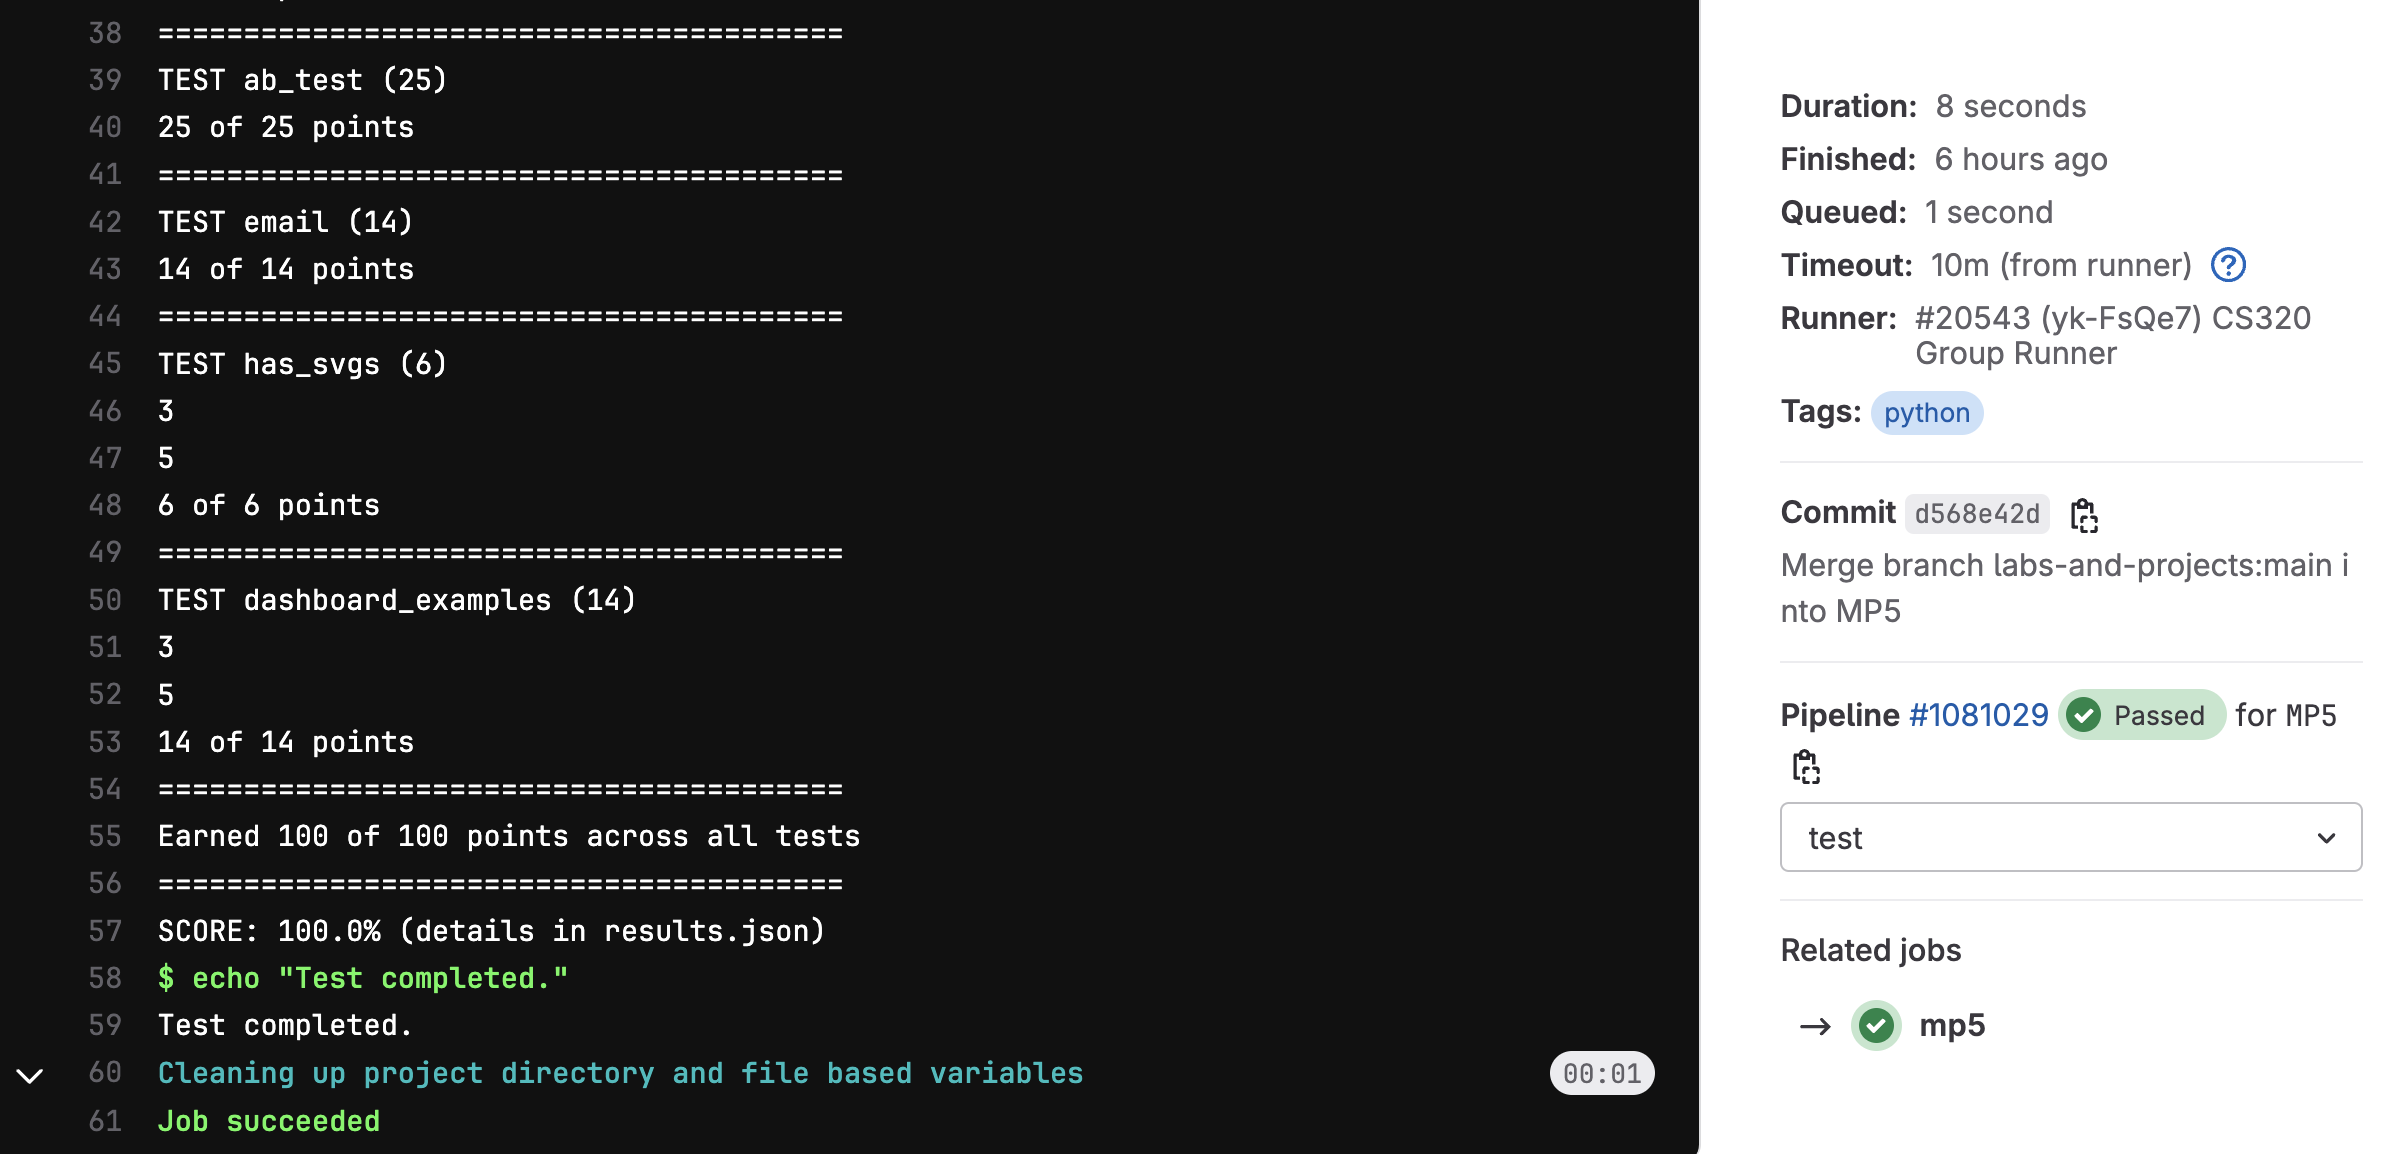 38 ========================================
39 TEST ab_test (25)
40 25 of 25 points
41 ========================================
42 TEST email (14)
43 14 of 14 points
44 ========================================
45 TEST has_svgs (6)
46 3
47 5
48 6 of 6 points
49 ========================================
50 TEST dashboard_examples (14)
51 3
52 5
53 14 of 14 points
54 ========================================
55 Earned 100 of 100 points across all tests
56 ========================================
57 SCORE: 100.0% (details in results.json)
58 $ echo "Test completed."
59 Test completed.
60 Cleaning up project directory and file based variables 00:01
61 Job succeeded
Duration: 8 seconds
Finished: 6 hours ago
Queued: 1 second
Timeout: 10m (from runner) ?
Runner: #20543 (yk-FsQe7) CS320
Group Runner
Tags: python
Commit d568e42d
Merge branch labs-and-projects:main i
nto MP5
Pipeline #1081029 Passed for MP5
test
Related jobs
→ mp5